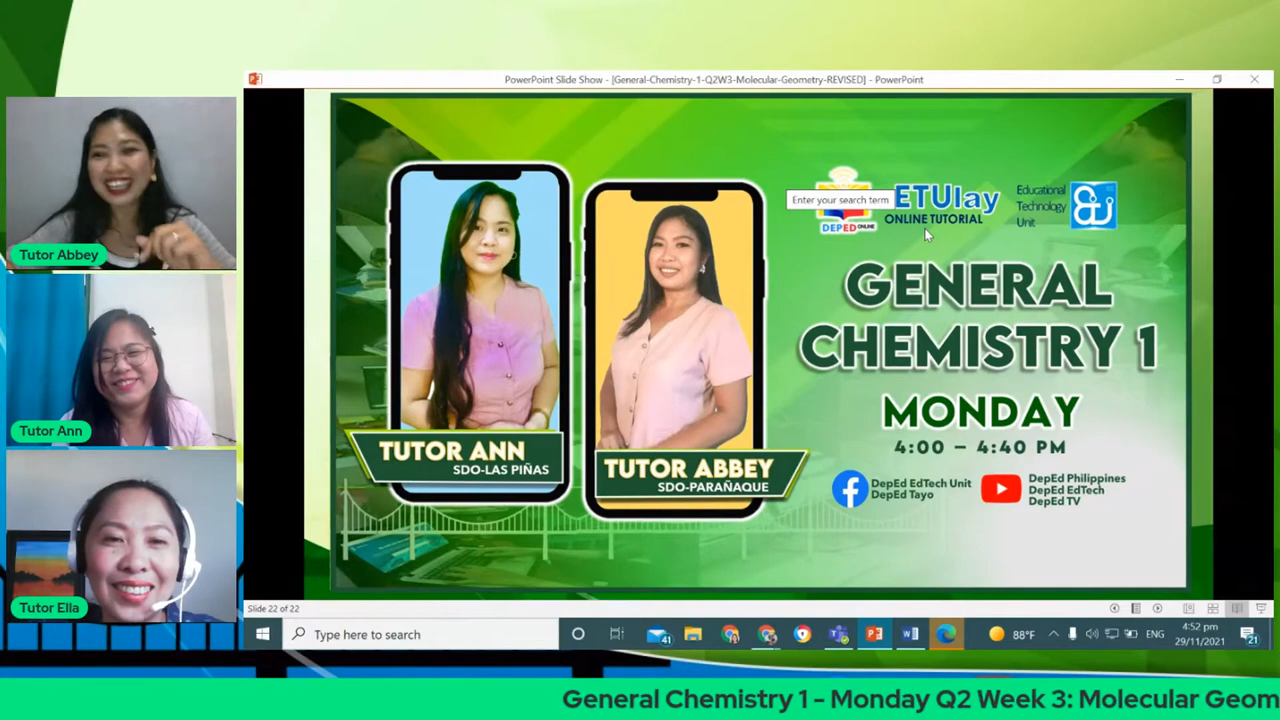 PowerPoint Slide Show - [General-Chemistry-1-Q2W3-Molecular-Geometry-REVISED] - PowerPoint
Tutor Abbey
Tutor Ann
Tutor Ella
TUTOR ANN
SDO-LAS PIÑAS
TUTOR ABBEY
SDO-PARAÑAQUE
Enter your search term
DEPED ONLINE
ETUlay
ONLINE TUTORIAL
Educational
Technology
Unit
GENERAL
CHEMISTRY 1
MONDAY
4:00 – 4:40 PM
DepEd EdTech Unit
DepEd Tayo
DepEd Philippines
DepEd EdTech
DepEd TV
Slide 22 of 22
Type here to search
41
88°F
ENG
4:52 pm
29/11/2021
21
General Chemistry 1 - Monday Q2 Week 3: Molecular Geom